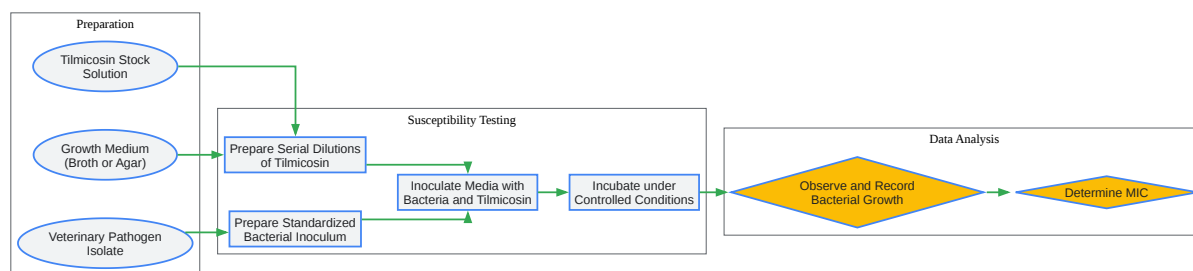 Preparation
Tilmicosin Stock
Solution
Growth Medium
(Broth or Agar)
Veterinary Pathogen
Isolate
Susceptibility Testing
Prepare Serial Dilutions
of Tilmicosin
Prepare Standardized
Bacterial Inoculum
Inoculate Media with
Bacteria and Tilmicosin
Incubate under
Controlled Conditions
Data Analysis
Observe and Record
Bacterial Growth
Determine MIC